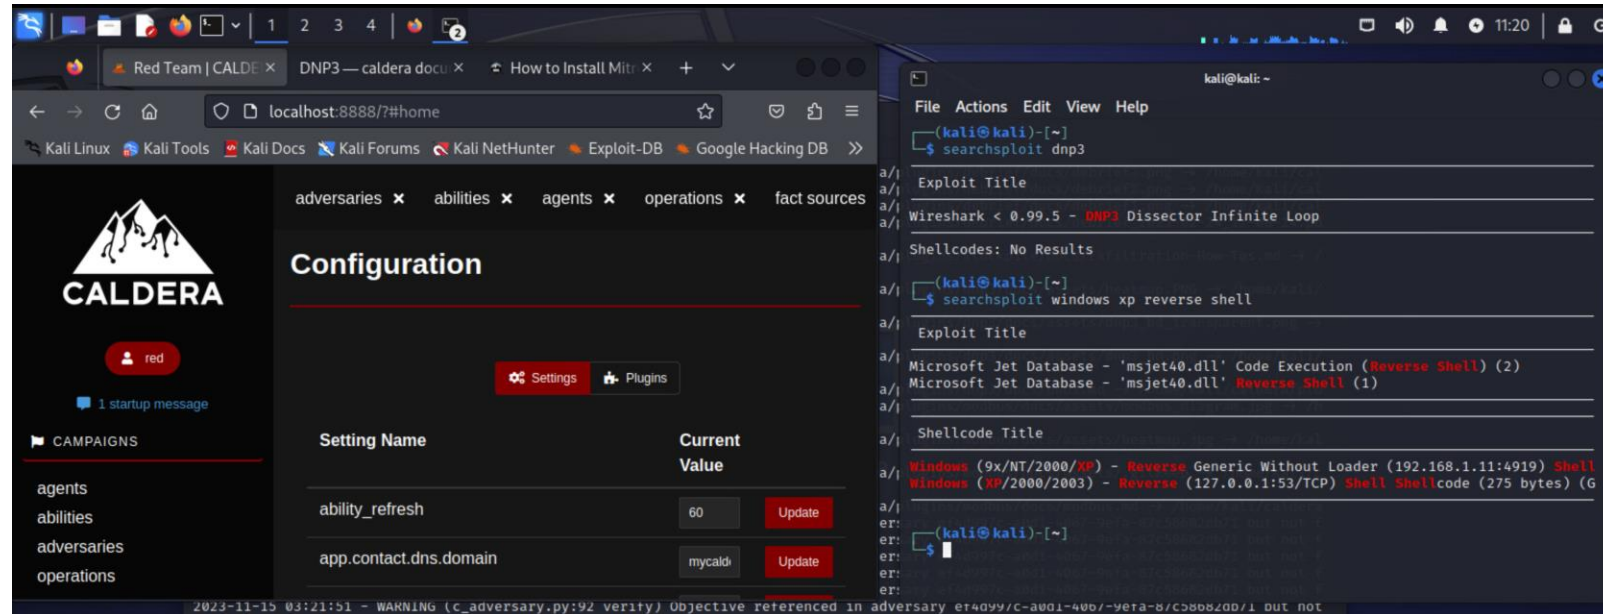 1 2 3 4 2 11:20
Red Team | CALDE × DNP3 — caldera docu × How to Install Mitr × +
localhost:8888/?#home
Kali Linux Kali Tools Kali Docs Kali Forums Kali NetHunter Exploit-DB Google Hacking DB »
CALDERA
red
1 startup message
CAMPAIGNS
agents
abilities
adversaries
operations
adversaries × abilities × agents × operations × fact sources
Configuration
Settings Plugins
Setting Name Current Value
ability_refresh 60 Update
app.contact.dns.domain mycald Update
kali@kali: ~
File Actions Edit View Help
(kali㉿kali)-[~]
$ searchsploit dnp3
Exploit Title
Wireshark < 0.99.5 - DNP3 Dissector Infinite Loop
Shellcodes: No Results
(kali㉿kali)-[~]
$ searchsploit windows xp reverse shell
Exploit Title
Microsoft Jet Database - 'msjet40.dll' Code Execution (Reverse Shell) (2)
Microsoft Jet Database - 'msjet40.dll' Reverse Shell (1)
Shellcode Title
Windows (9x/NT/2000/XP) - Reverse Generic Without Loader (192.168.1.11:4919) Shell
Windows (XP/2000/2003) - Reverse (127.0.0.1:53/TCP) Shell Shellcode (275 bytes) (G
(kali㉿kali)-[~]
$
2023-11-15 03:21:51 - WARNING (c_adversary.py:92 verify) Objective referenced in adversary ef4d997c-a0d1-4067-9efa-87c58682db71 but not